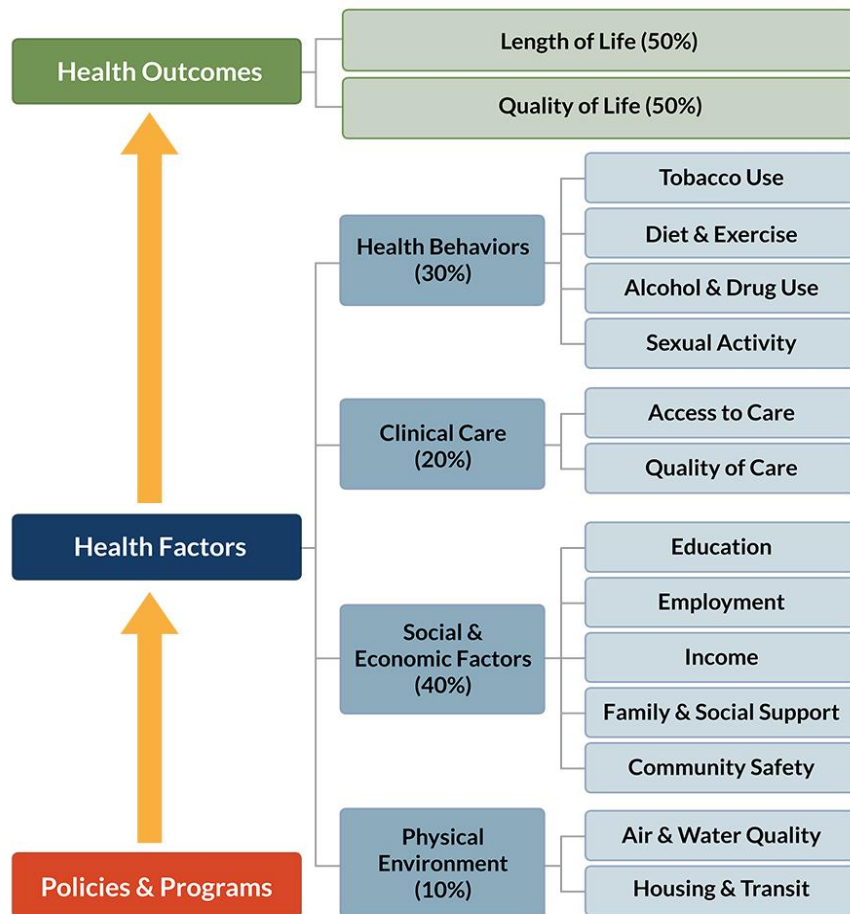 Health Outcomes
Length of Life (50%)
Quality of Life (50%)
Health Factors
Health Behaviors
(30%)
Tobacco Use
Diet & Exercise
Alcohol & Drug Use
Sexual Activity
Clinical Care
(20%)
Access to Care
Quality of Care
Social &
Economic Factors
(40%)
Education
Employment
Income
Family & Social Support
Community Safety
Physical
Environment
(10%)
Air & Water Quality
Housing & Transit
Policies & Programs